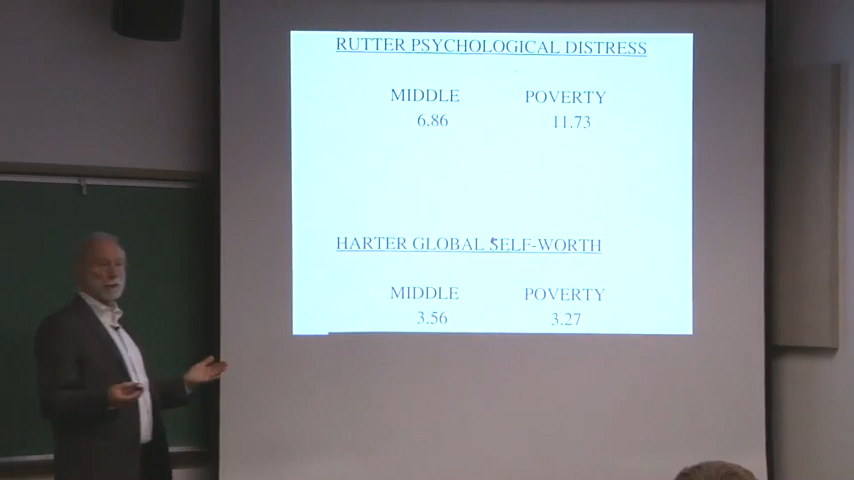 RUTTER PSYCHOLOGICAL DISTRESS
MIDDLE POVERTY
6.86 11.73
HARTER GLOBAL SELF-WORTH
MIDDLE POVERTY
3.56 3.27